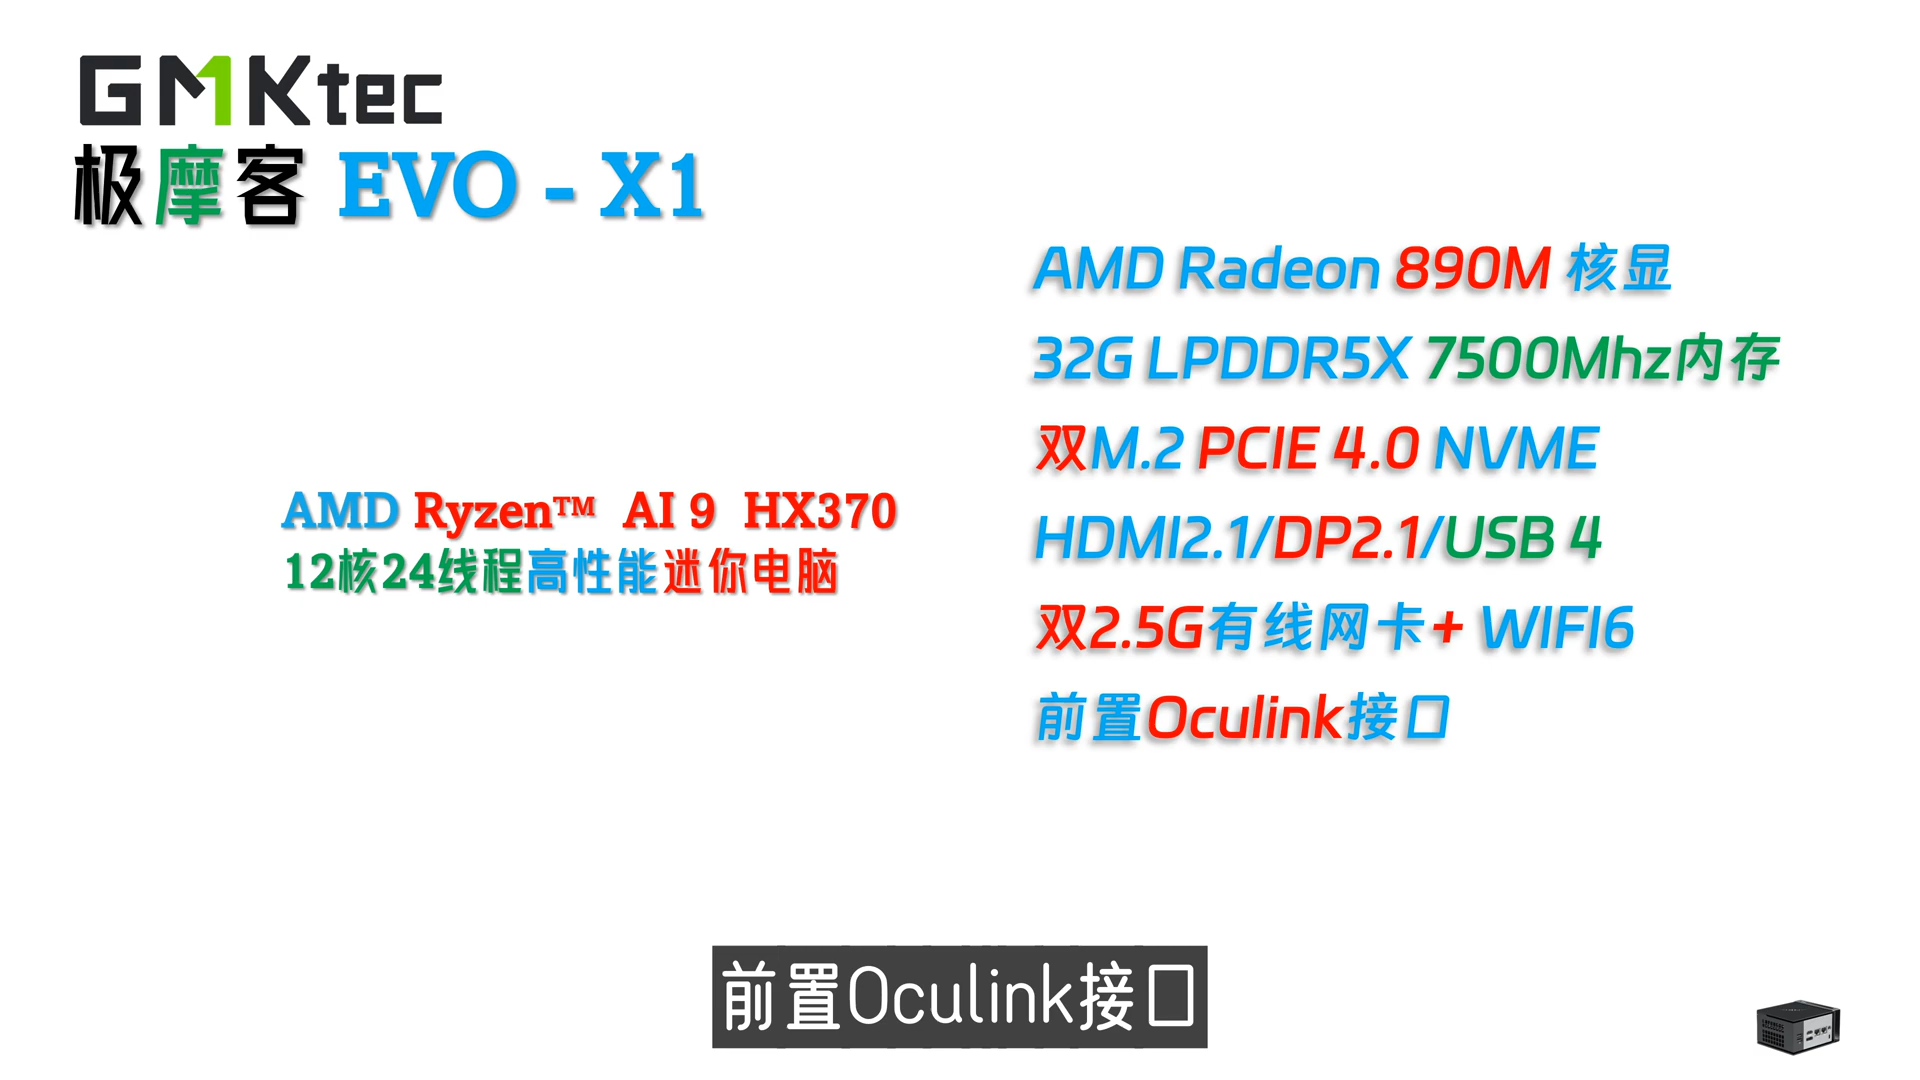 GMKtec
极摩客 EVO - X1
AMD Ryzen™ AI 9 HX370
12核24线程高性能迷你电脑
AMD Radeon 890M 核显
32G LPDDR5X 7500Mhz内存
双M.2 PCIE 4.0 NVME
HDMI2.1/DP2.1/USB 4
双2.5G有线网卡+ WIFI6
前置Oculink接口
前置Oculink接口